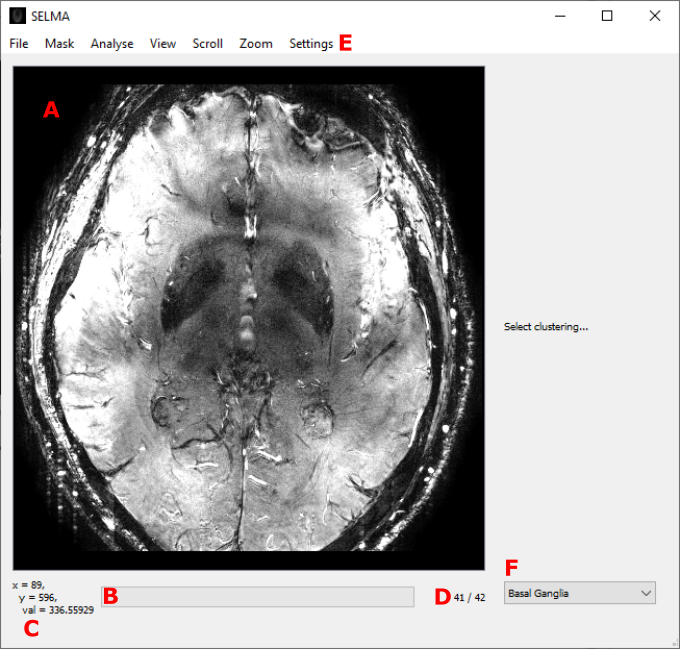 SELMA
File Mask Analyse View Scroll Zoom Settings E
A
Select clustering...
F
x = 89,
y = 596,
val = 336.55929
B
D 41 / 42
Basal Ganglia
C